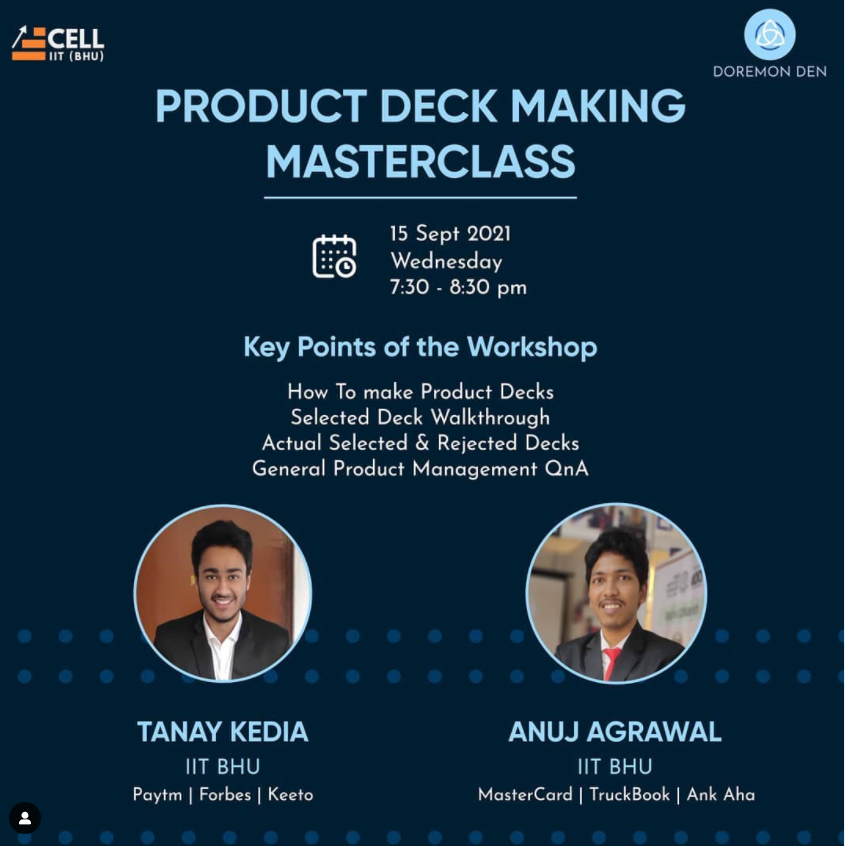 E-CELL
IIT (BHU)
DOREMON DEN
PRODUCT DECK MAKING
MASTERCLASS
15 Sept 2021
Wednesday
7:30 - 8:30 pm
Key Points of the Workshop
How To make Product Decks
Selected Deck Walkthrough
Actual Selected & Rejected Decks
General Product Management QnA
TANAY KEDIA
ANUJ AGRAWAL
IIT BHU
IIT BHU
Paytm | Forbes | Keeto
MasterCard | TruckBook | Ank Aha